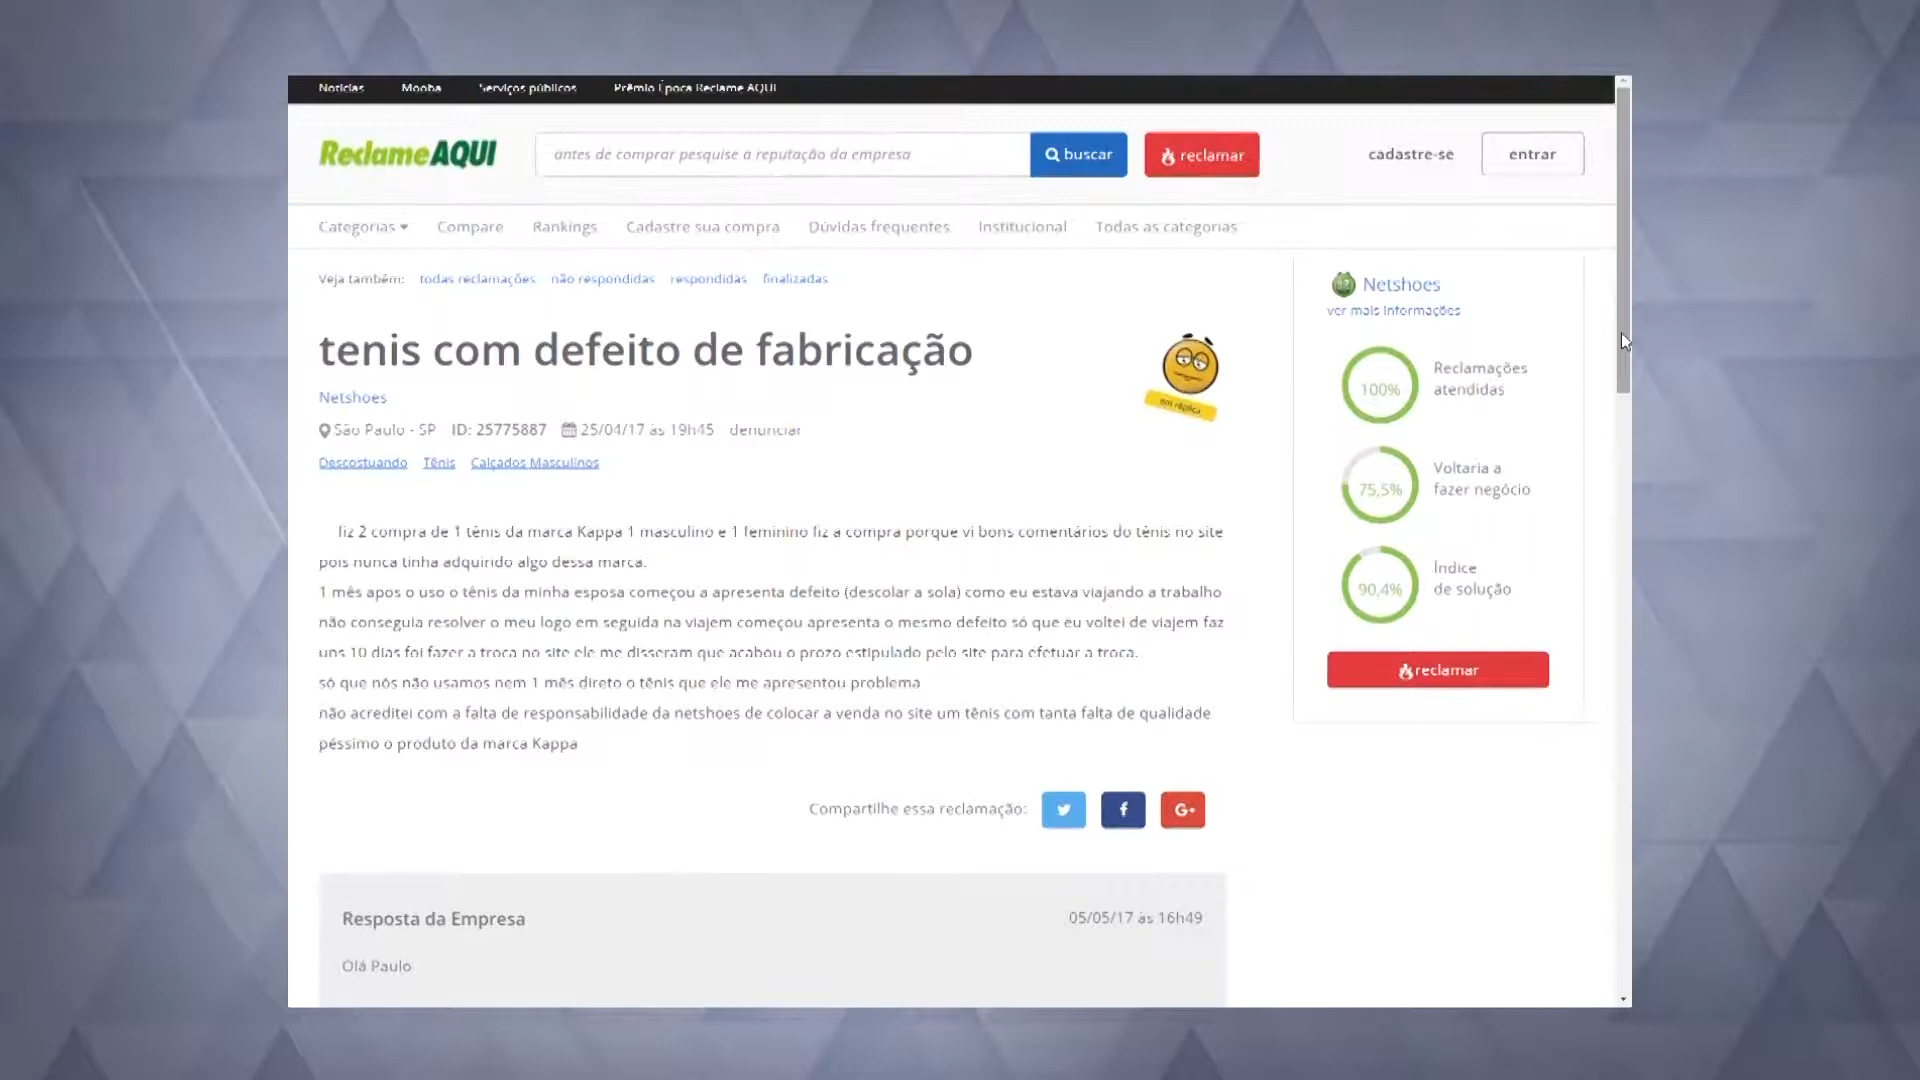 Notícias Mooba Serviços públicos Prêmio Época Reclame AQUI
ReclameAQUI
antes de comprar pesquise a reputação da empresa
buscar
reclamar
cadastre-se
entrar
Categorias Compare Rankings Cadastre sua compra Dúvidas frequentes Institucional Todas as categorias
Veja também: todas reclamações não respondidas respondidas finalizadas
tenis com defeito de fabricação
em réplica
Netshoes
São Paulo - SP ID: 25775887 25/04/17 às 19h45 denunciar
Descosturando Tênis Calçados Masculinos
fiz 2 compra de 1 tênis da marca Kappa 1 masculino e 1 feminino fiz a compra porque vi bons comentários do tênis no site
pois nunca tinha adquirido algo dessa marca.
1 mês apos o uso o tênis da minha esposa começou a apresenta defeito (descolar a sola) como eu estava viajando a trabalho
não conseguia resolver o meu logo em seguida na viajem começou apresenta o mesmo defeito só que eu voltei de viajem faz
uns 10 dias foi fazer a troca no site ele me disseram que acabou o prozo estipulado pelo site para efetuar a troca.
só que nós não usamos nem 1 mês direto o tênis que ele me apresentou problema
não acreditei com a falta de responsabilidade da netshoes de colocar a venda no site um tênis com tanta falta de qualidade
péssimo o produto da marca Kappa
Compartilhe essa reclamação:
Resposta da Empresa 05/05/17 às 16h49
Olá Paulo
Netshoes
ver mais informações
100% Reclamações
atendidas
75,5% Voltaria a
fazer negócio
90,4% Índice
de solução
reclamar